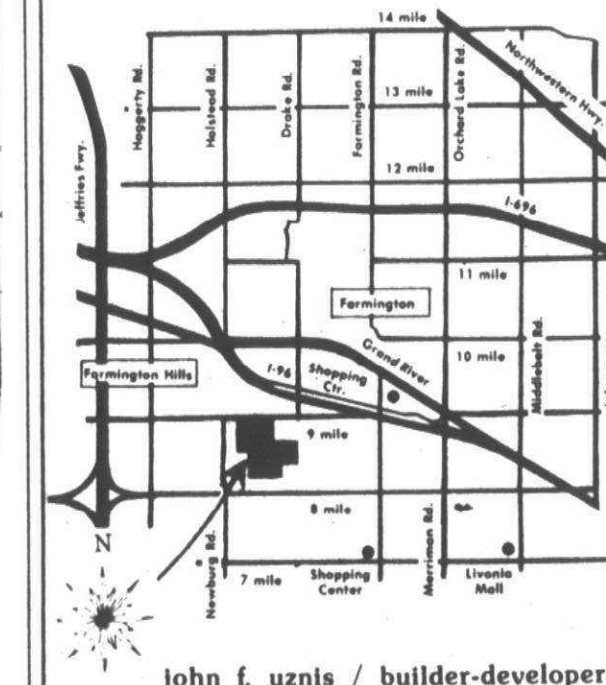 14 mile
Northwestern Hwy.
Haggerty Rd.
Halstead Rd.
Drake Rd.
Farmington Rd.
Orchard Lake Rd.
13 mile
12 mile
Jeffries Fwy.
I-696
11 mile
Farmington
Grand River
10 mile
Middlebelt Rd.
Farmington Hills
I-96
Shopping
Ctr.
9 mile
8 mile
N
Newburg Rd.
7 mile
Shopping
Center
Merriman Rd.
Livonia
Mall
john f. uznis / builder-developer